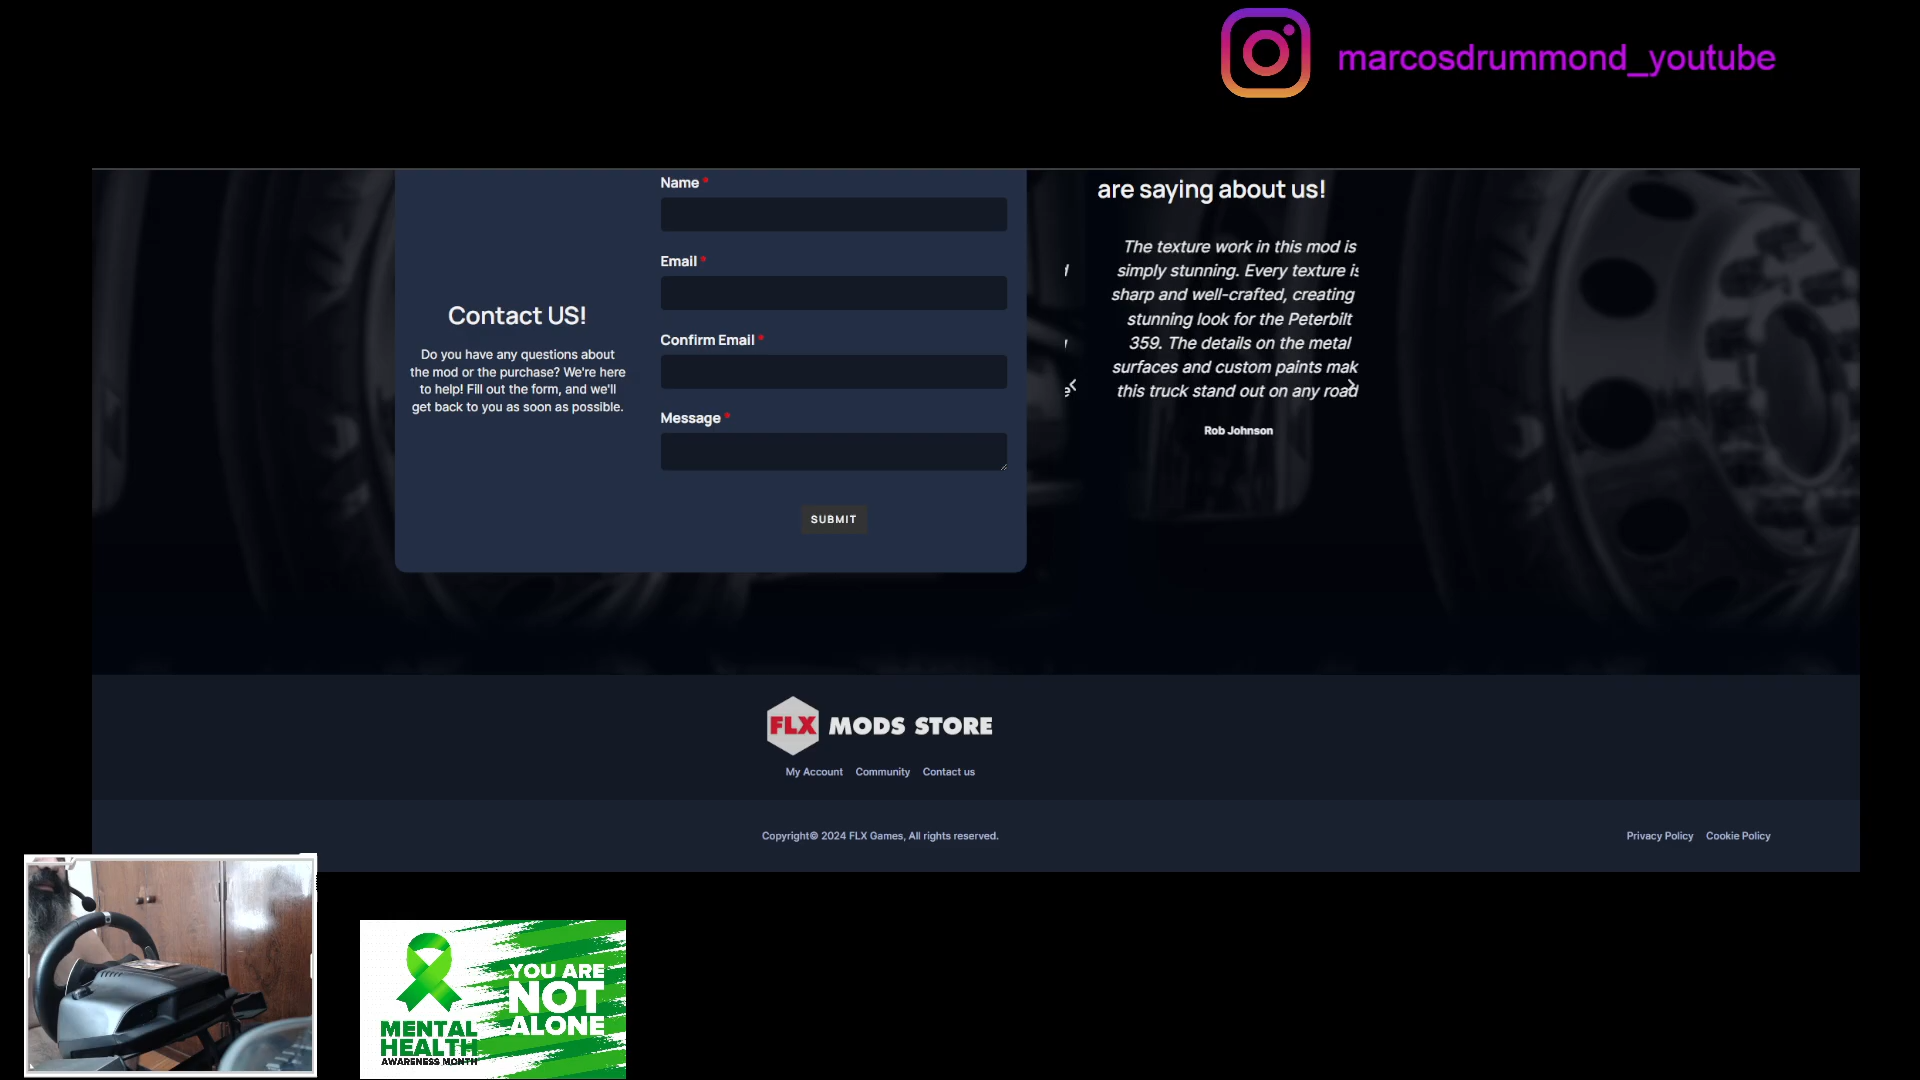 marcosdrummond_youtube
Name *
Email *
Confirm Email *
Message *
Contact US!
Do you have any questions about
the mod or the purchase? We're here
to help! Fill out the form, and we'll
get back to you as soon as possible.
SUBMIT
are saying about us!
The texture work in this mod is
simply stunning. Every texture is
sharp and well-crafted, creating
stunning look for the Peterbilt
359. The details on the metal
surfaces and custom paints mak
this truck stand out on any road
Rob Johnson
FLX MODS STORE
My Account Community Contact us
Copyright© 2024 FLX Games, All rights reserved.
Privacy Policy Cookie Policy
MENTAL
HEALTH
AWARENESS MONTH
YOU ARE
NOT
ALONE